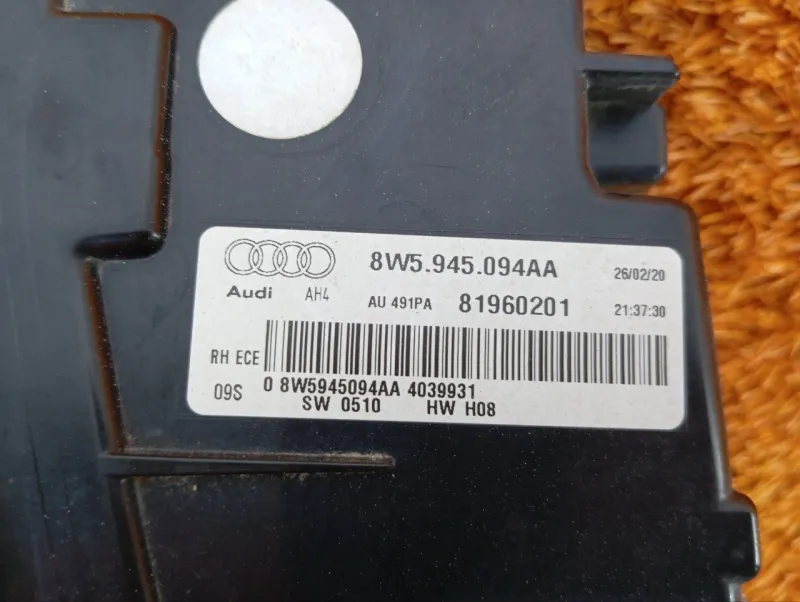 8W5.945.094AA 26/02/20
Audi AH4 AU 491PA 81960201 21:37:30
RH ECE
09S 0 8W5945094AA 4039931
SW 0510 HW H08